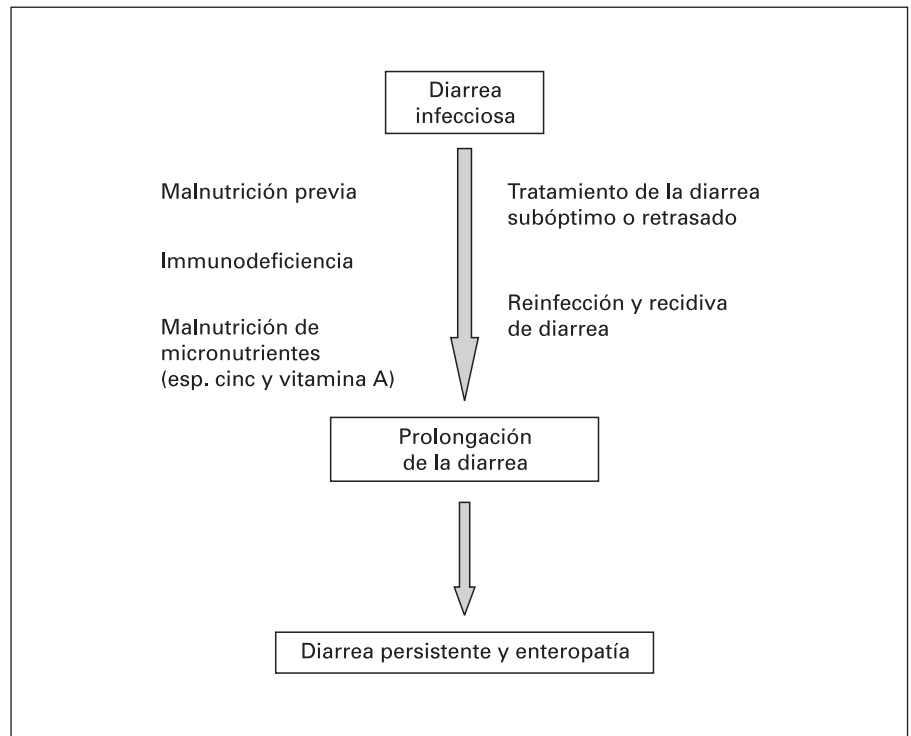 Diarrea
infecciosa
Malnutrición previa
Immunodeficiencia
Malnutrición de
micronutrientes
(esp. cinc y vitamina A)
Tratamiento de la diarrea
subóptimo o retrasado
Reinfección y recidiva
de diarrea
Prolongación
de la diarrea
Diarrea persistente y enteropatía